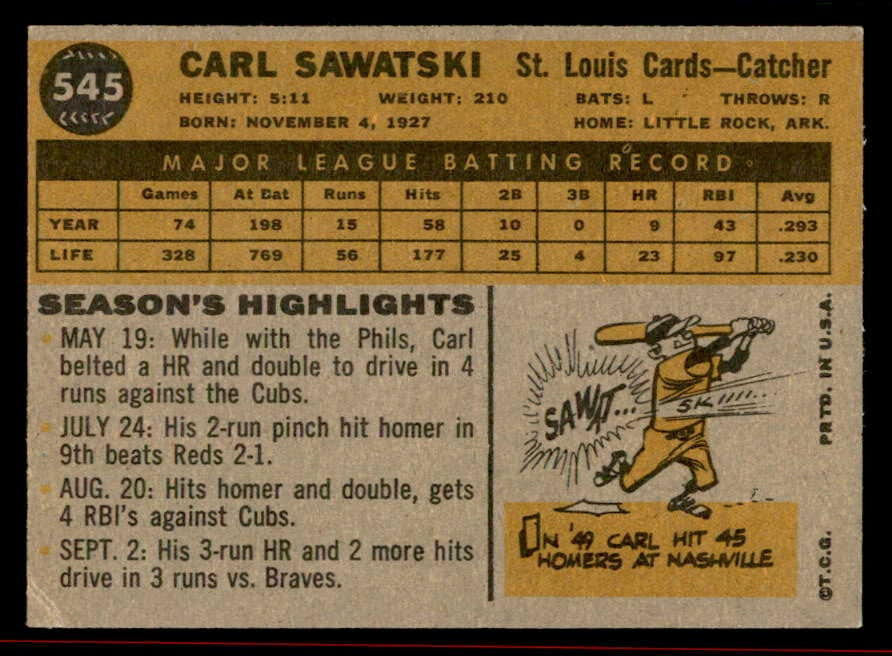 545
CARL SAWATSKI St. Louis Cards—Catcher
HEIGHT: 5:11 WEIGHT: 210 BATS: L THROWS: R
BORN: NOVEMBER 4, 1927 HOME: LITTLE ROCK, ARK.
MAJOR LEAGUE BATTING RECORD
Games At Bat Runs Hits 2B 3B HR RBI Avg
YEAR 74 198 15 58 10 0 9 43 .293
LIFE 328 769 56 177 25 4 23 97 .230
SEASON'S HIGHLIGHTS
MAY 19: While with the Phils, Carl
belted a HR and double to drive in 4
runs against the Cubs.
JULY 24: His 2-run pinch hit homer in
9th beats Reds 2-1.
AUG. 20: Hits homer and double, gets
4 RBI's against Cubs.
SEPT. 2: His 3-run HR and 2 more hits
drive in 3 runs vs. Braves.
SAWAT... SK!!!!...
IN '49 CARL HIT 45
HOMERS AT NASHVILLE
©T.C.G. PRTD. IN U.S.A.